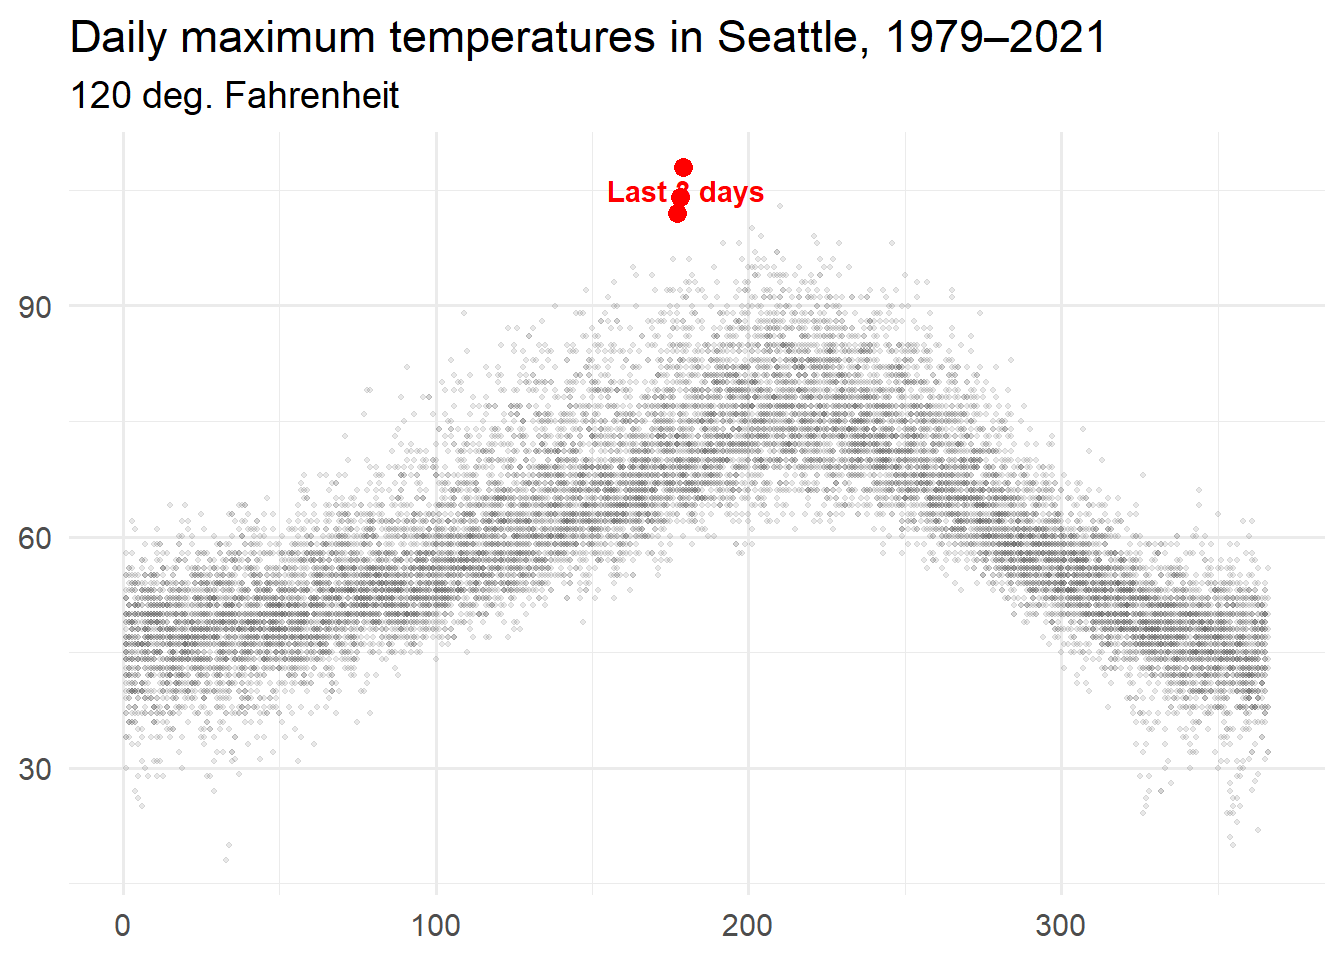 Daily maximum temperatures in Seattle, 1979–2021
120 deg. Fahrenheit
Last 3 days
90
60
30
0 100 200 300